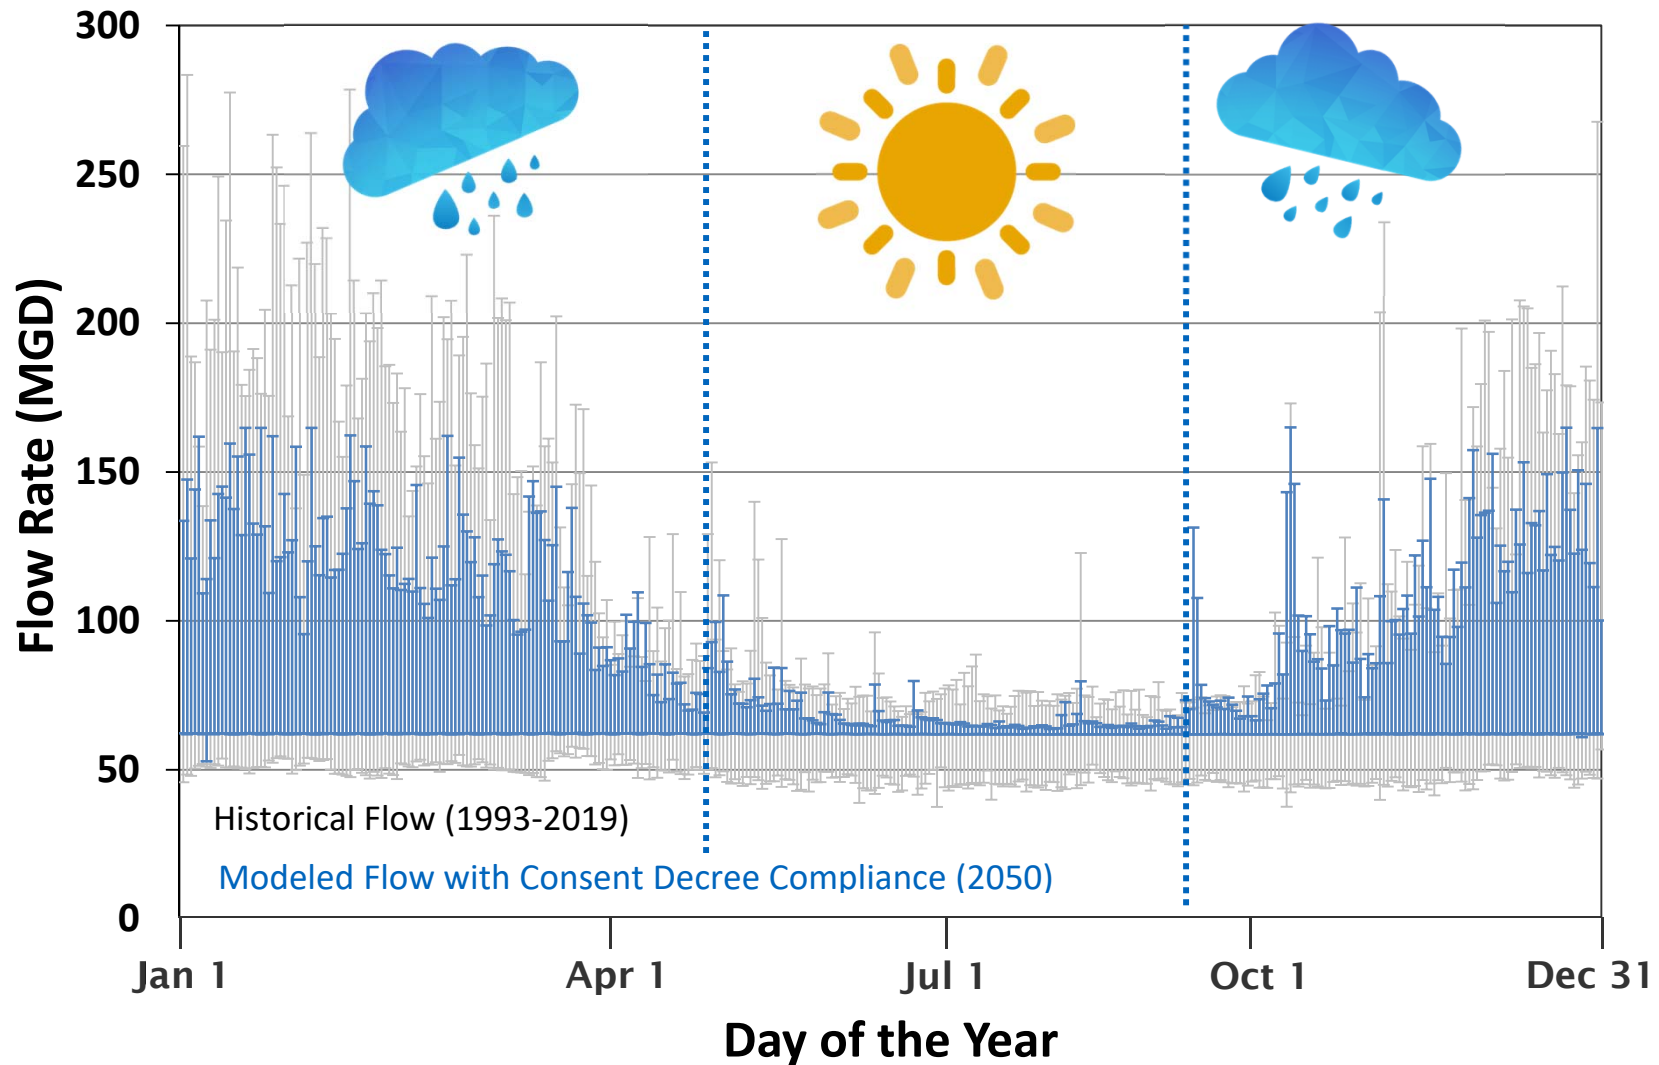 300
250
200
150
100
50
0
Flow Rate (MGD)
Historical Flow (1993-2019)
Modeled Flow with Consent Decree Compliance (2050)
Jan 1
Apr 1
Jul 1
Oct 1
Dec 31
Day of the Year